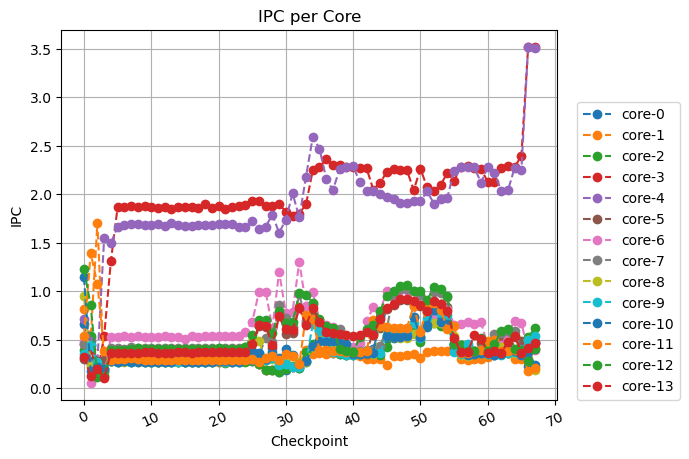 IPC per Core
IPC
3.5
3.0
2.5
2.0
1.5
1.0
0.5
0.0
0
10
20
30
40
50
60
70
Checkpoint
core-0
core-1
core-2
core-3
core-4
core-5
core-6
core-7
core-8
core-9
core-10
core-11
core-12
core-13